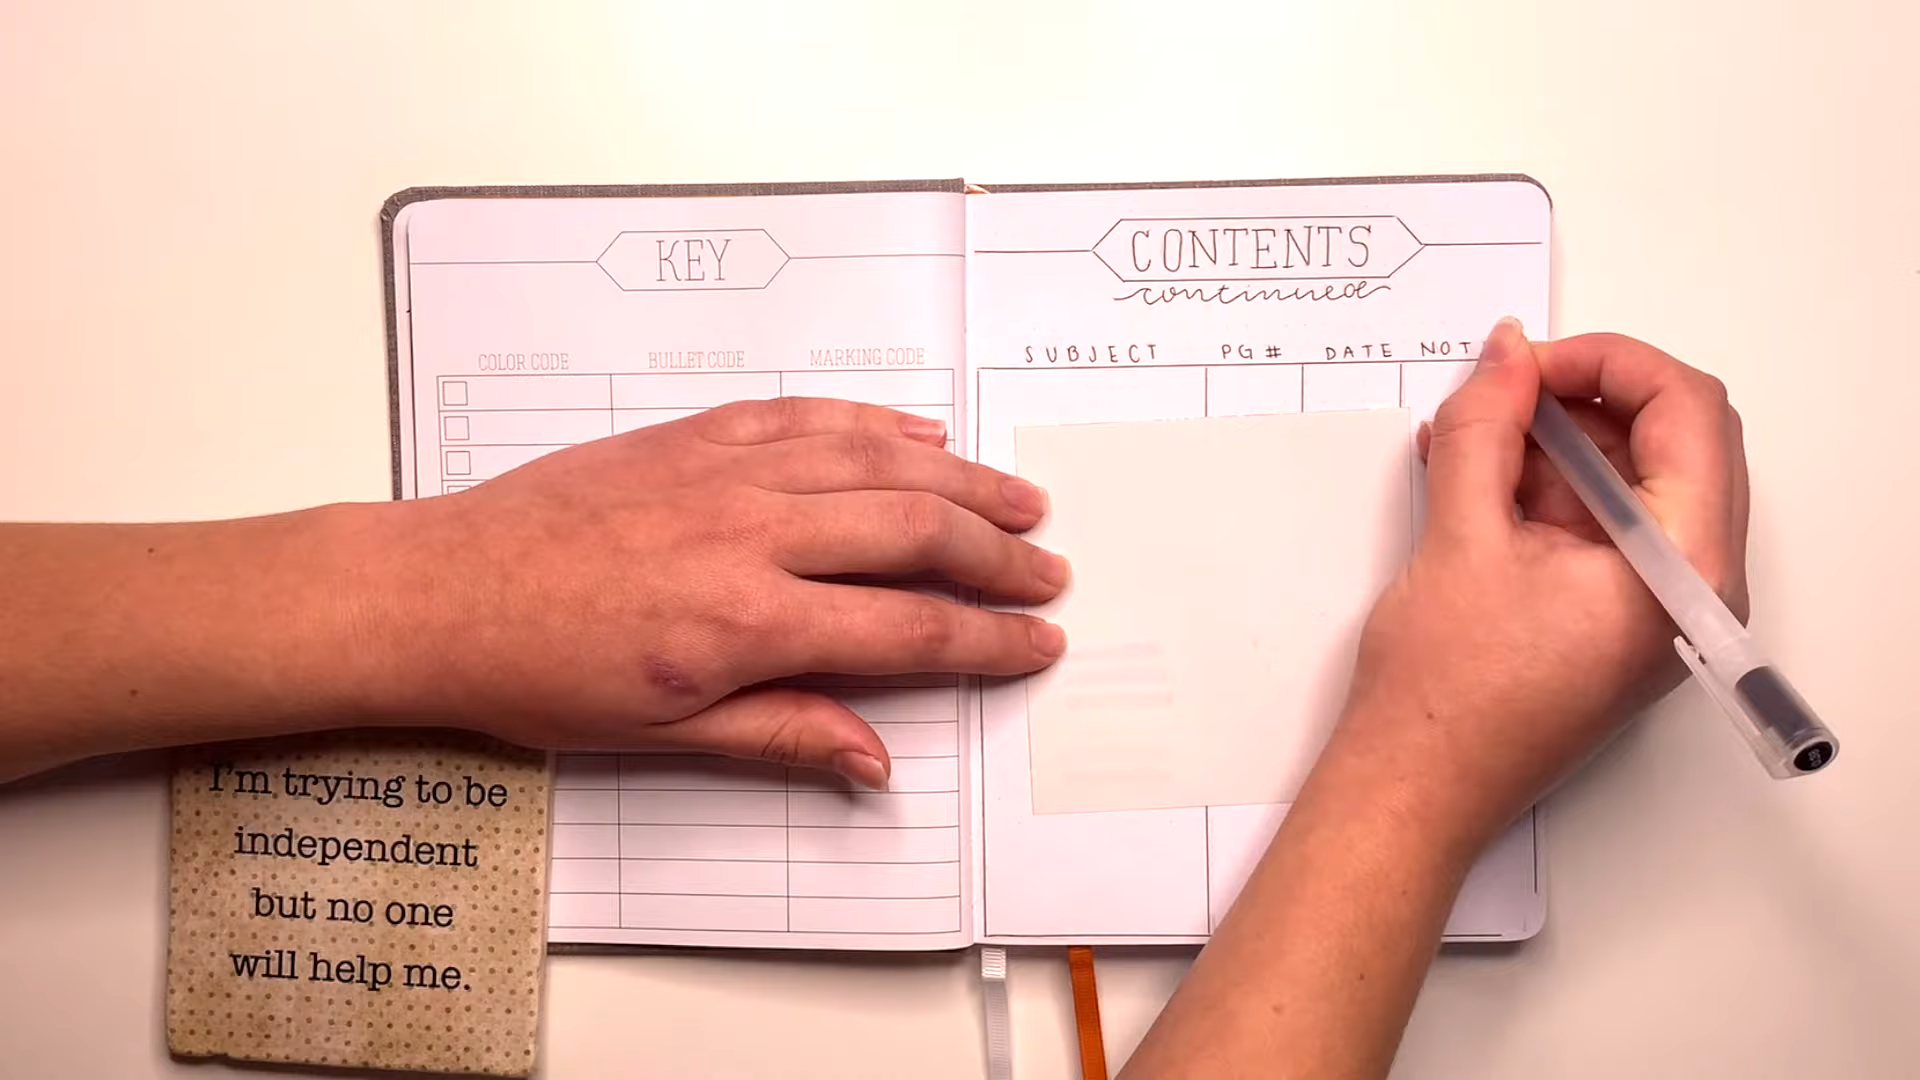 KEY
COLOR CODE BULLET CODE MARKING CODE
CONTENTS
continued
SUBJECT PG # DATE NOT
I'm trying to be
independent
but no one
will help me.